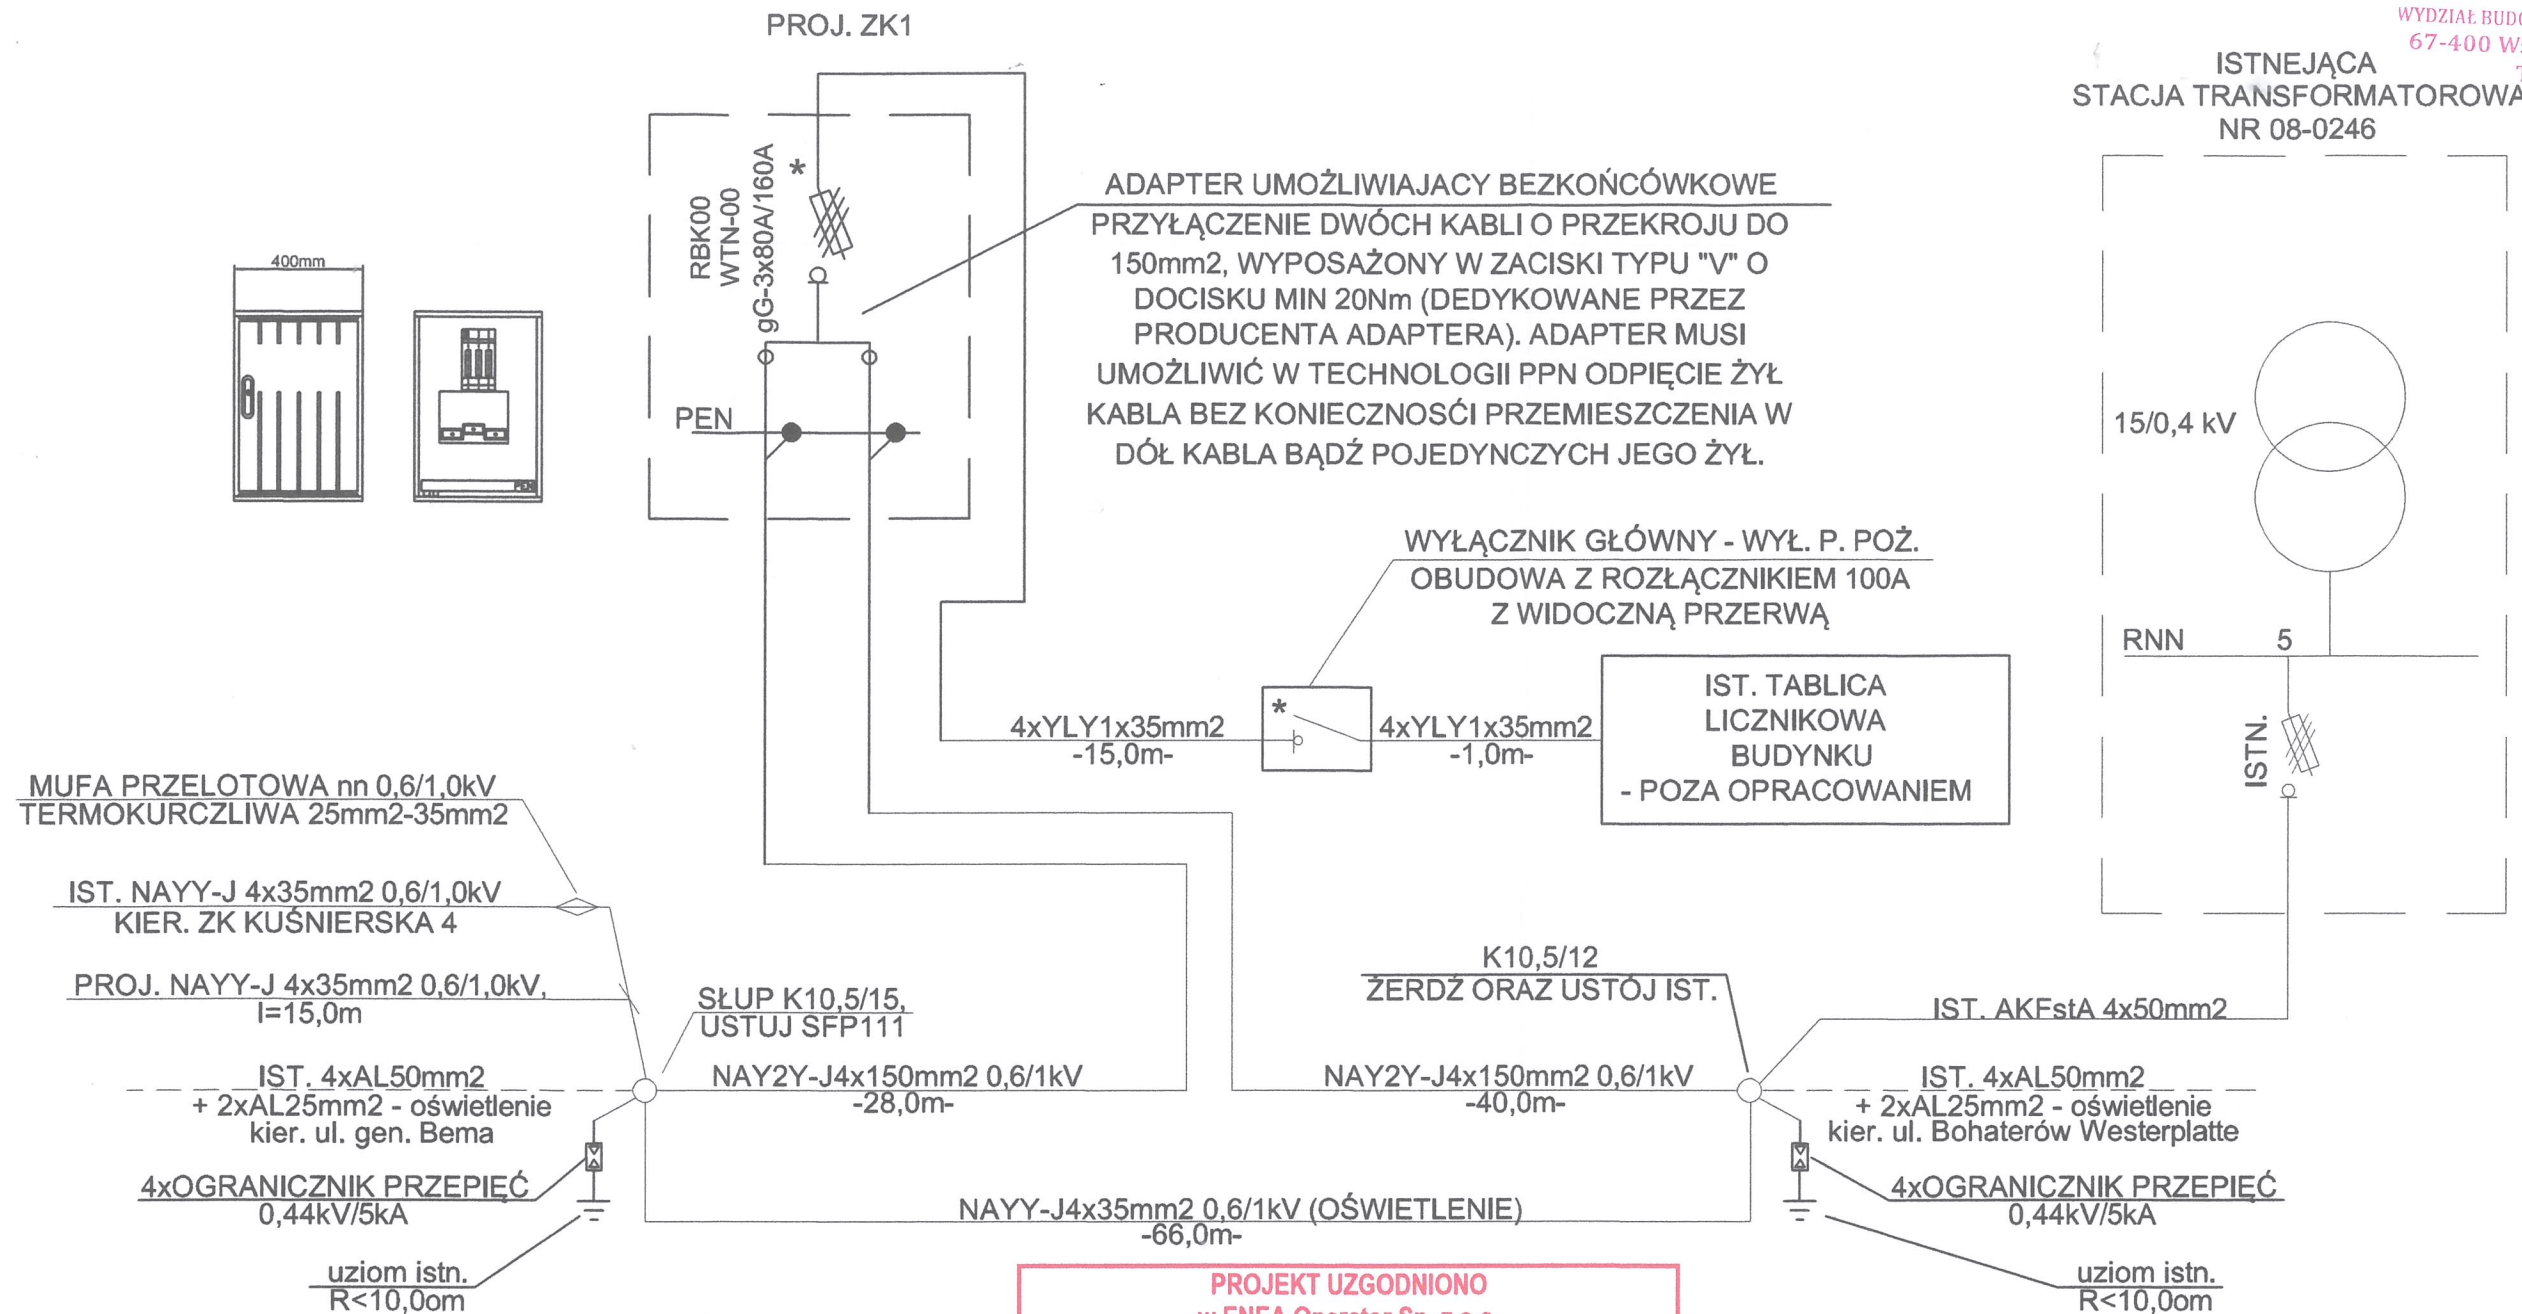 PROJ. ZK1
WYDZIAŁ
67-400
ISTNEJĄCA
STACJA TRANSFORMATOROWA
NR 08-0246
RBK00
WTN-00
gG-3x80A/160A
*
ADAPTER UMOŻLIWIAJACY BEZKOŃCÓWKOWE
PRZYŁĄCZENIE DWÓCH KABLI O PRZEKROJU DO
150mm2, WYPOSAŻONY W ZACISKI TYPU "V" O
DOCISKU MIN 20Nm (DEDYKOWANE PRZEZ
PRODUCENTA ADAPTERA). ADAPTER MUSI
UMOŻLIWIĆ W TECHNOLOGII PPN ODPIĘCIE ŻYŁ
KABLA BEZ KONIECZNOŚĆI PRZEMIESZCZENIA W
DÓŁ KABLA BĄDŹ POJEDYNCZYCH JEGO ŻYŁ.
400mm
PEN
PEN
15/0,4 kV
WYŁĄCZNIK GŁÓWNY - WYŁ. P. POŻ.
OBUDOWA Z ROZŁĄCZNIKIEM 100A
Z WIDOCZNĄ PRZERWĄ
RNN 5
ISTN.
4xYLY1x35mm2
-15,0m-
*
4xYLY1x35mm2
-1,0m-
IST. TABLICA
LICZNIKOWA
BUDYNKU
- POZA OPRACOWANIEM
MUFA PRZELOTOWA nn 0,6/1,0kV
TERMOKURCZLIWA 25mm2-35mm2
IST. NAYY-J 4x35mm2 0,6/1,0kV
KIER. ZK KUŚNIERSKA 4
PROJ. NAYY-J 4x35mm2 0,6/1,0kV,
l=15,0m
SŁUP K10,5/15,
USTUJ SFP111
K10,5/12
ŻERDŹ ORAZ USTÓJ IST.
IST. AKFstA 4x50mm2
IST. 4xAL50mm2
+ 2xAL25mm2 - oświetlenie
kier. ul. gen. Bema
NAY2Y-J4x150mm2 0,6/1kV
-28,0m-
NAY2Y-J4x150mm2 0,6/1kV
-40,0m-
IST. 4xAL50mm2
+ 2xAL25mm2 - oświetlenie
kier. ul. Bohaterów Westerplatte
4xOGRANICZNIK PRZEPIĘĆ
0,44kV/5kA
NAYY-J4x35mm2 0,6/1kV (OŚWIETLENIE)
-66,0m-
4xOGRANICZNIK PRZEPIĘĆ
0,44kV/5kA
uziom istn.
R<10,0om
PROJEKT UZGODNIONO
w ENEA Operator Sp. z o.o.
uziom istn.
R<10,0om